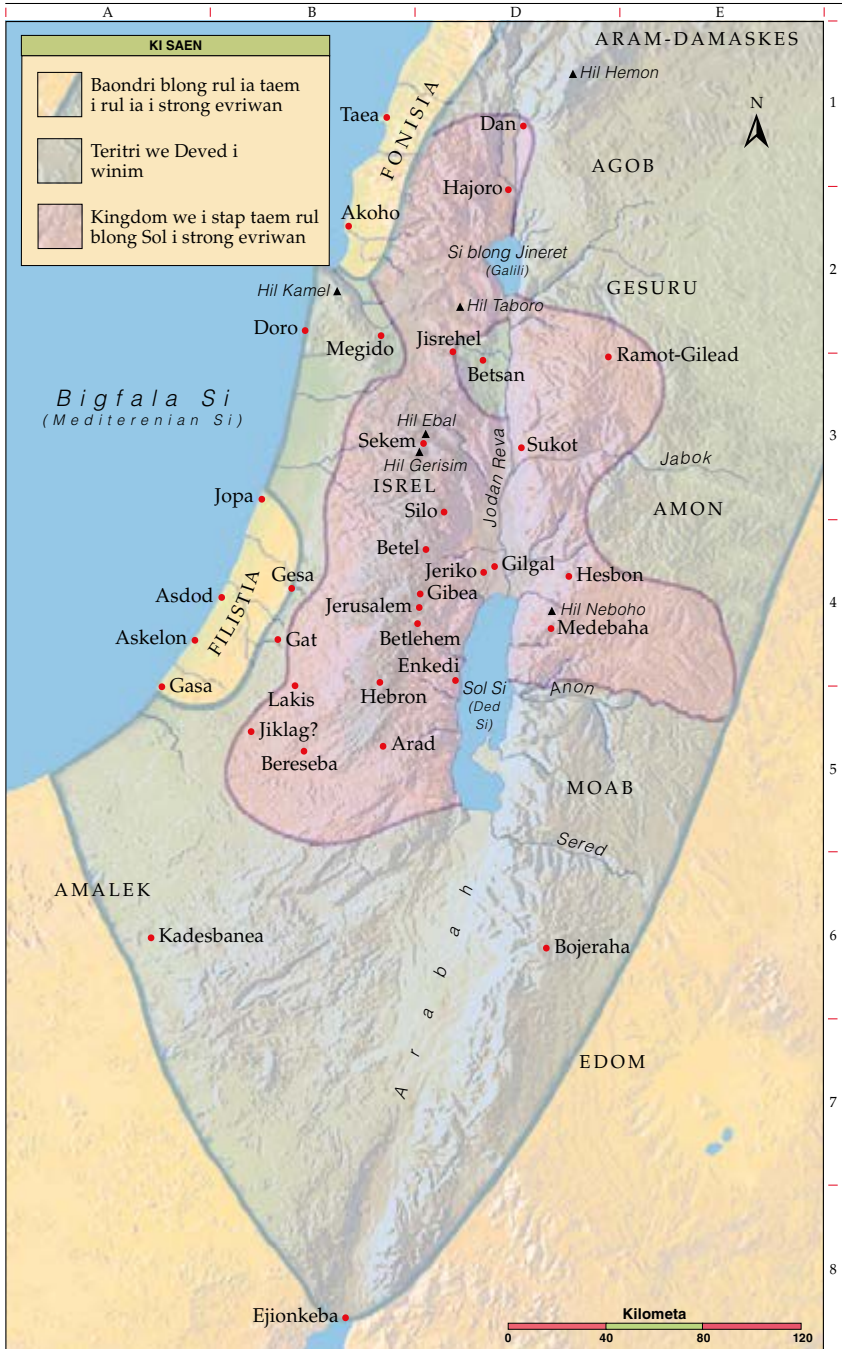 A B D E
KI SAEN
Baondri blong rul ia taem
i rul ia i strong evriwan
Teritri we Deved i
winim
Kingdom we i stap taem rul
blong Sol i strong evriwan
ARAM-DAMASKES
Hil Hemon
1
N
Taea
FONISIA
Dan
AGOB
Hajoro
Akoho
Si blong Jineret
(Galili)
2
Hil Kamel
GESURU
Hil Taboro
Doro
Megido
Jisrehel
Ramot-Gilead
Betsan
Bigfala Si
(Mediterenian Si)
Hil Ebal
3
Sekem
Sukot
Hil Gerisim
Jabok
ISREL
Jodan Reva
Jopa
AMON
Silo
Betel
Gilgal
Jeriko
Hesbon
Gesa
Gibea
Asdod
4
Jerusalem
Hil Neboho
FILISTIA
Betlehem
Medebaha
Askelon
Gat
Enkedi
Gasa
Lakis
Hebron
Sol Si
(Ded
Si)
Anon
Jiklag?
Arad
Bereseba
5
MOAB
Sered
AMALEK
Arabah
Kadesbanea
6
Bojeraha
EDOM
7
8
Ejionkeba
Kilometa
0 40 80 120